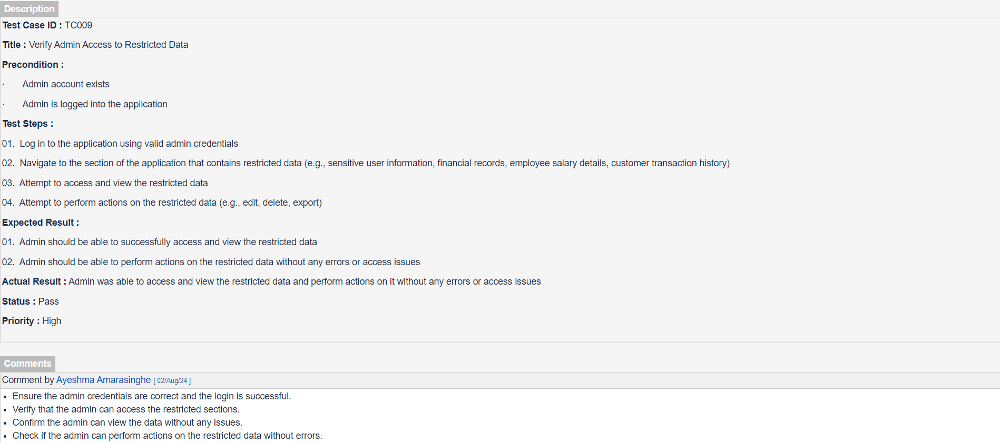 Description
Test Case ID : TC009
Title : Verify Admin Access to Restricted Data
Precondition :
· Admin account exists
· Admin is logged into the application
Test Steps :
01. Log in to the application using valid admin credentials
02. Navigate to the section of the application that contains restricted data (e.g., sensitive user information, financial records, employee salary details, customer transaction history)
03. Attempt to access and view the restricted data
04. Attempt to perform actions on the restricted data (e.g., edit, delete, export)
Expected Result :
01. Admin should be able to successfully access and view the restricted data
02. Admin should be able to perform actions on the restricted data without any errors or access issues
Actual Result : Admin was able to access and view the restricted data and perform actions on it without any errors or access issues
Status : Pass
Priority : High
Comments
Comment by Ayeshma Amarasinghe [ 02/Aug/24 ]
• Ensure the admin credentials are correct and the login is successful.
• Verify that the admin can access the restricted sections.
• Confirm the admin can view the data without any issues.
• Check if the admin can perform actions on the restricted data without errors.